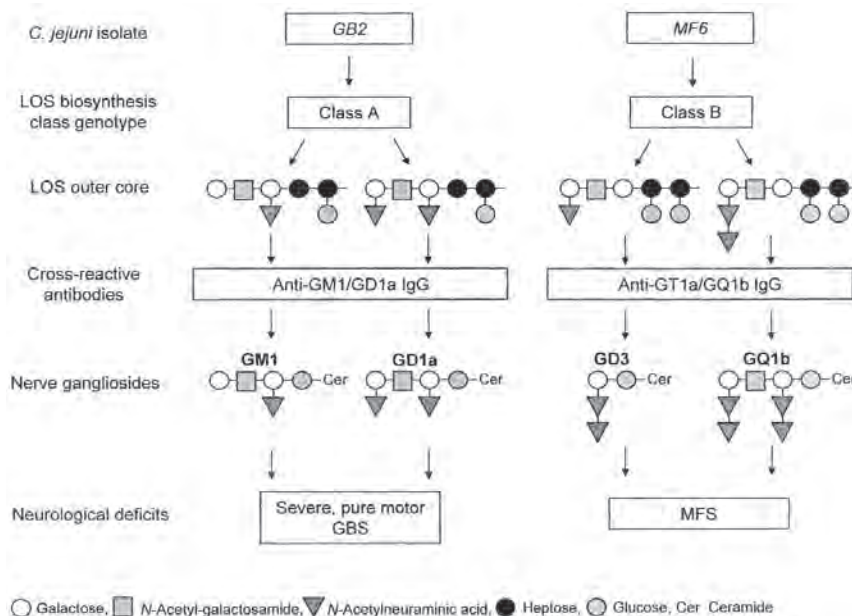 C. jejuni isolate
GB2
MF6
LOS biosynthesis
class genotype
Class A
Class B
LOS outer core
Cross-reactive
antibodies
Anti-GM1/GD1a IgG
Anti-GT1a/GQ1b IgG
Nerve gangliosides
GM1
GD1a
GD3
GQ1b
Cer
Cer
Cer
Cer
Neurological deficits
Severe, pure motor
GBS
MFS
Galactose, N-Acetyl-galactosamide, N-Acetylneuraminic acid, Heptose, Glucose, Cer Ceramide